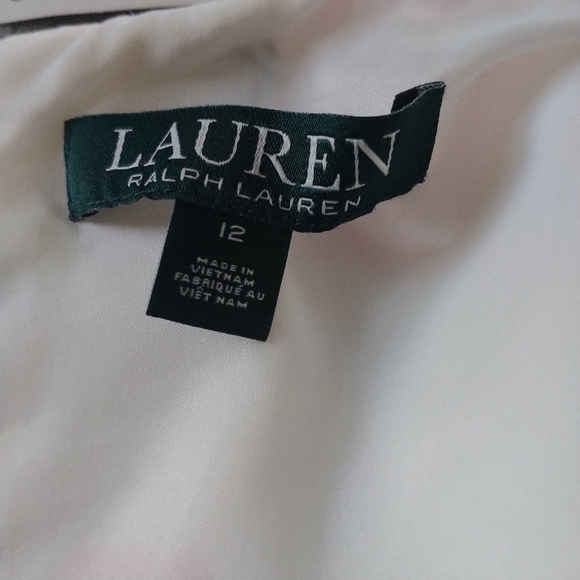 LAUREN
RALPH LAUREN
12
MADE IN
VIETNAM
FABRIQUÉ AU
VIÊT NAM